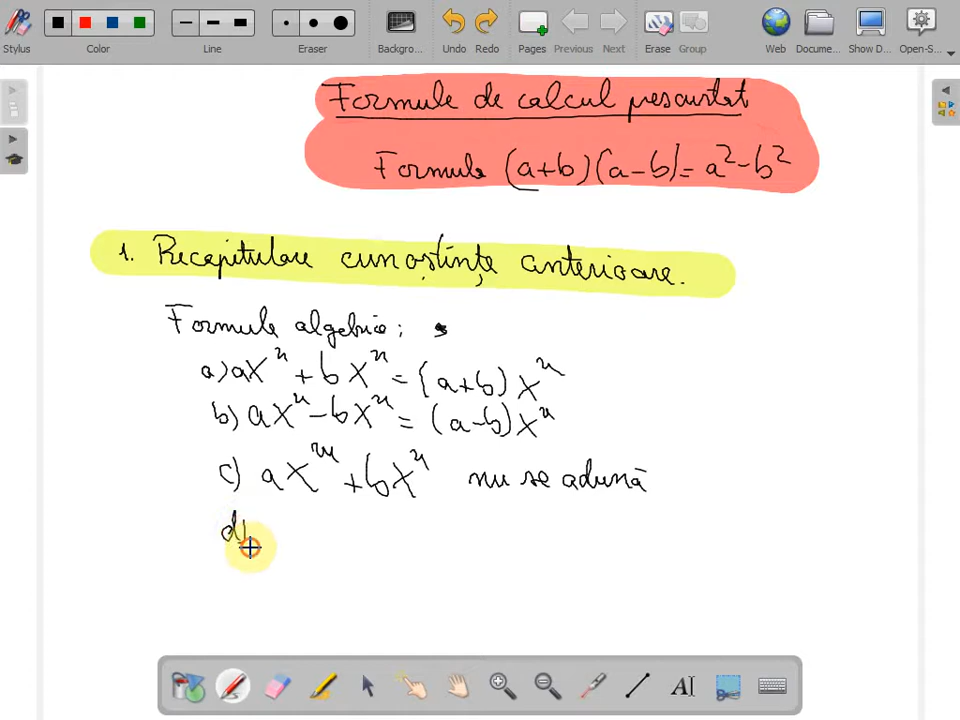 Stylus Color Line Eraser Backgro... Undo Redo Pages Previous Next Erase Group Web Docume... Show D... Open-S...
Formule de calcul prescurtat
Formule (a+b)(a-b)=a²-b²
1. Recapitulare cunoștințe anterioare.
Formule algebrice:
a) aXⁿ + bXⁿ = (a+b)Xⁿ
b) aXⁿ - bXⁿ = (a-b)Xⁿ
c) aXᵐ + bXⁿ nu se adună
d)
AI